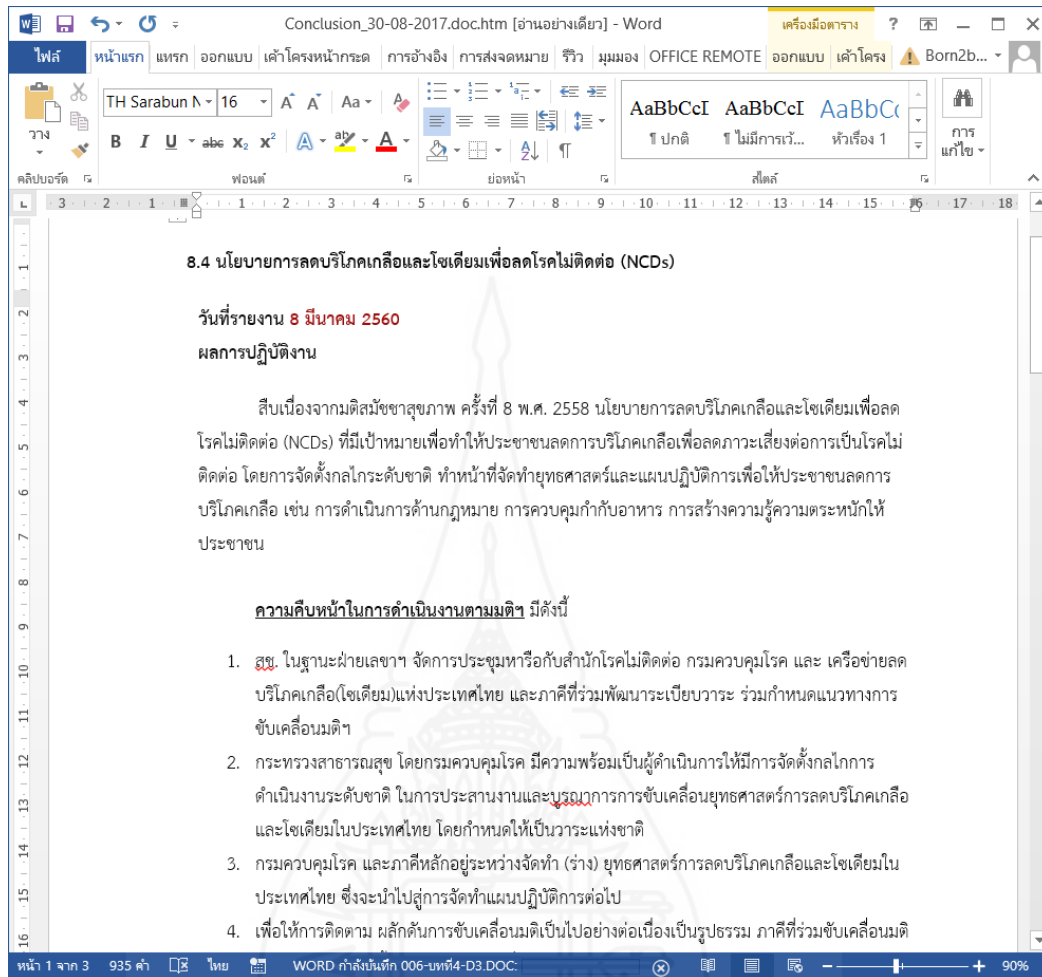 Conclusion_30-08-2017.doc.htm [อ่านอย่างเดียว] - Word
เครื่องมือตาราง
ไฟล์ หน้าแรก แทรก ออกแบบ เค้าโครงหน้ากระดาษ การอ้างอิง การส่งจดหมาย รีวิว มุมมอง OFFICE REMOTE ออกแบบ เค้าโครง Born2b...
วาง
TH Sarabun N 16
AaBbCcI AaBbCcI AaBbCc
¶ ปกติ ¶ ไม่มีการเว้... หัวเรื่อง 1
การแก้ไข
คลิปบอร์ด ฟอนต์ ย่อหน้า สไตล์
3 2 1 1 2 3 4 5 6 7 8 9 10 11 12 13 14 15 16 17 18
8.4 นโยบายการลดบริโภคเกลือและโซเดียมเพื่อลดโรคไม่ติดต่อ (NCDs)
วันที่รายงาน 8 มีนาคม 2560
ผลการปฏิบัติงาน
สืบเนื่องจากมติสมัชชาสุขภาพ ครั้งที่ 8 พ.ศ. 2558 นโยบายการลดบริโภคเกลือและโซเดียมเพื่อลด
โรคไม่ติดต่อ (NCDs) ที่มีเป้าหมายเพื่อทำให้ประชาชนลดการบริโภคเกลือเพื่อลดภาวะเสี่ยงต่อการเป็นโรคไม่
ติดต่อ โดยการจัดตั้งกลไกระดับชาติ ทำหน้าที่จัดทำยุทธศาสตร์และแผนปฏิบัติการเพื่อให้ประชาชนลดการ
บริโภคเกลือ เช่น การดำเนินการด้านกฎหมาย การควบคุมกำกับอาหาร การสร้างความรู้ความตระหนักให้
ประชาชน
ความคืบหน้าในการดำเนินงานตามมติฯ มีดังนี้
1. สช. ในฐานะฝ่ายเลขาฯ จัดการประชุมหารือกับสำนักโรคไม่ติดต่อ กรมควบคุมโรค และ เครือข่ายลด
บริโภคเกลือ(โซเดียม)แห่งประเทศไทย และภาคีที่ร่วมพัฒนาระเบียบวาระ ร่วมกำหนดแนวทางการ
ขับเคลื่อนมติฯ
2. กระทรวงสาธารณสุข โดยกรมควบคุมโรค มีความพร้อมเป็นผู้ดำเนินการให้มีการจัดตั้งกลไกการ
ดำเนินงานระดับชาติ ในการประสานงานและบูรณาการการขับเคลื่อนยุทธศาสตร์การลดบริโภคเกลือ
และโซเดียมในประเทศไทย โดยกำหนดให้เป็นวาระแห่งชาติ
3. กรมควบคุมโรค และภาคีหลักอยู่ระหว่างจัดทำ (ร่าง) ยุทธศาสตร์การลดบริโภคเกลือและโซเดียมใน
ประเทศไทย ซึ่งจะนำไปสู่การจัดทำแผนปฏิบัติการต่อไป
4. เพื่อให้การติดตาม ผลักดันการขับเคลื่อนมติเป็นไปอย่างต่อเนื่องเป็นรูปธรรม ภาคีที่ร่วมขับเคลื่อนมติ
หน้า 1 จาก 3 935 คำ ไทย WORD กำลังบันทึก 006-บทที่4-D3.DOC: 90%